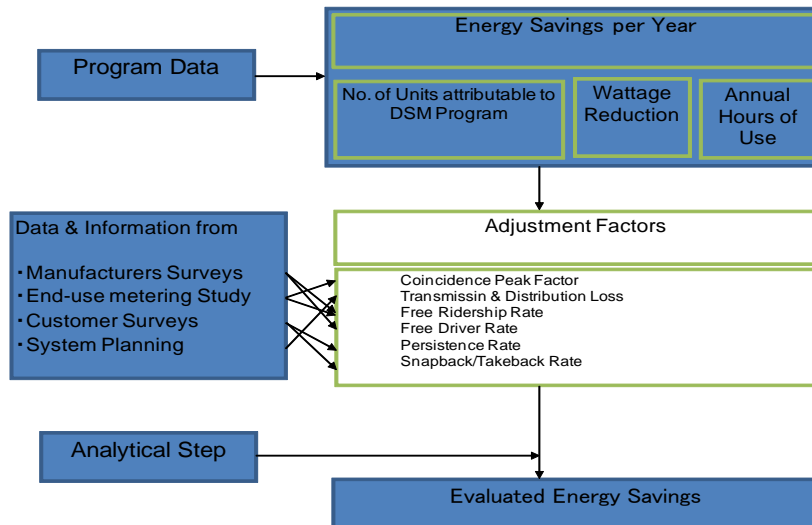 Energy Savings per Year
Program Data
No. of Units attributable to
DSM Program
Wattage
Reduction
Annual
Hours of
Use
Data & Information from
・Manufacturers Surveys
・End-use metering Study
・Customer Surveys
・System Planning
Adjustment Factors
Coincidence Peak Factor
Transmissin & Distribution Loss
Free Ridership Rate
Free Driver Rate
Persistence Rate
Snapback/Takeback Rate
Analytical Step
Evaluated Energy Savings